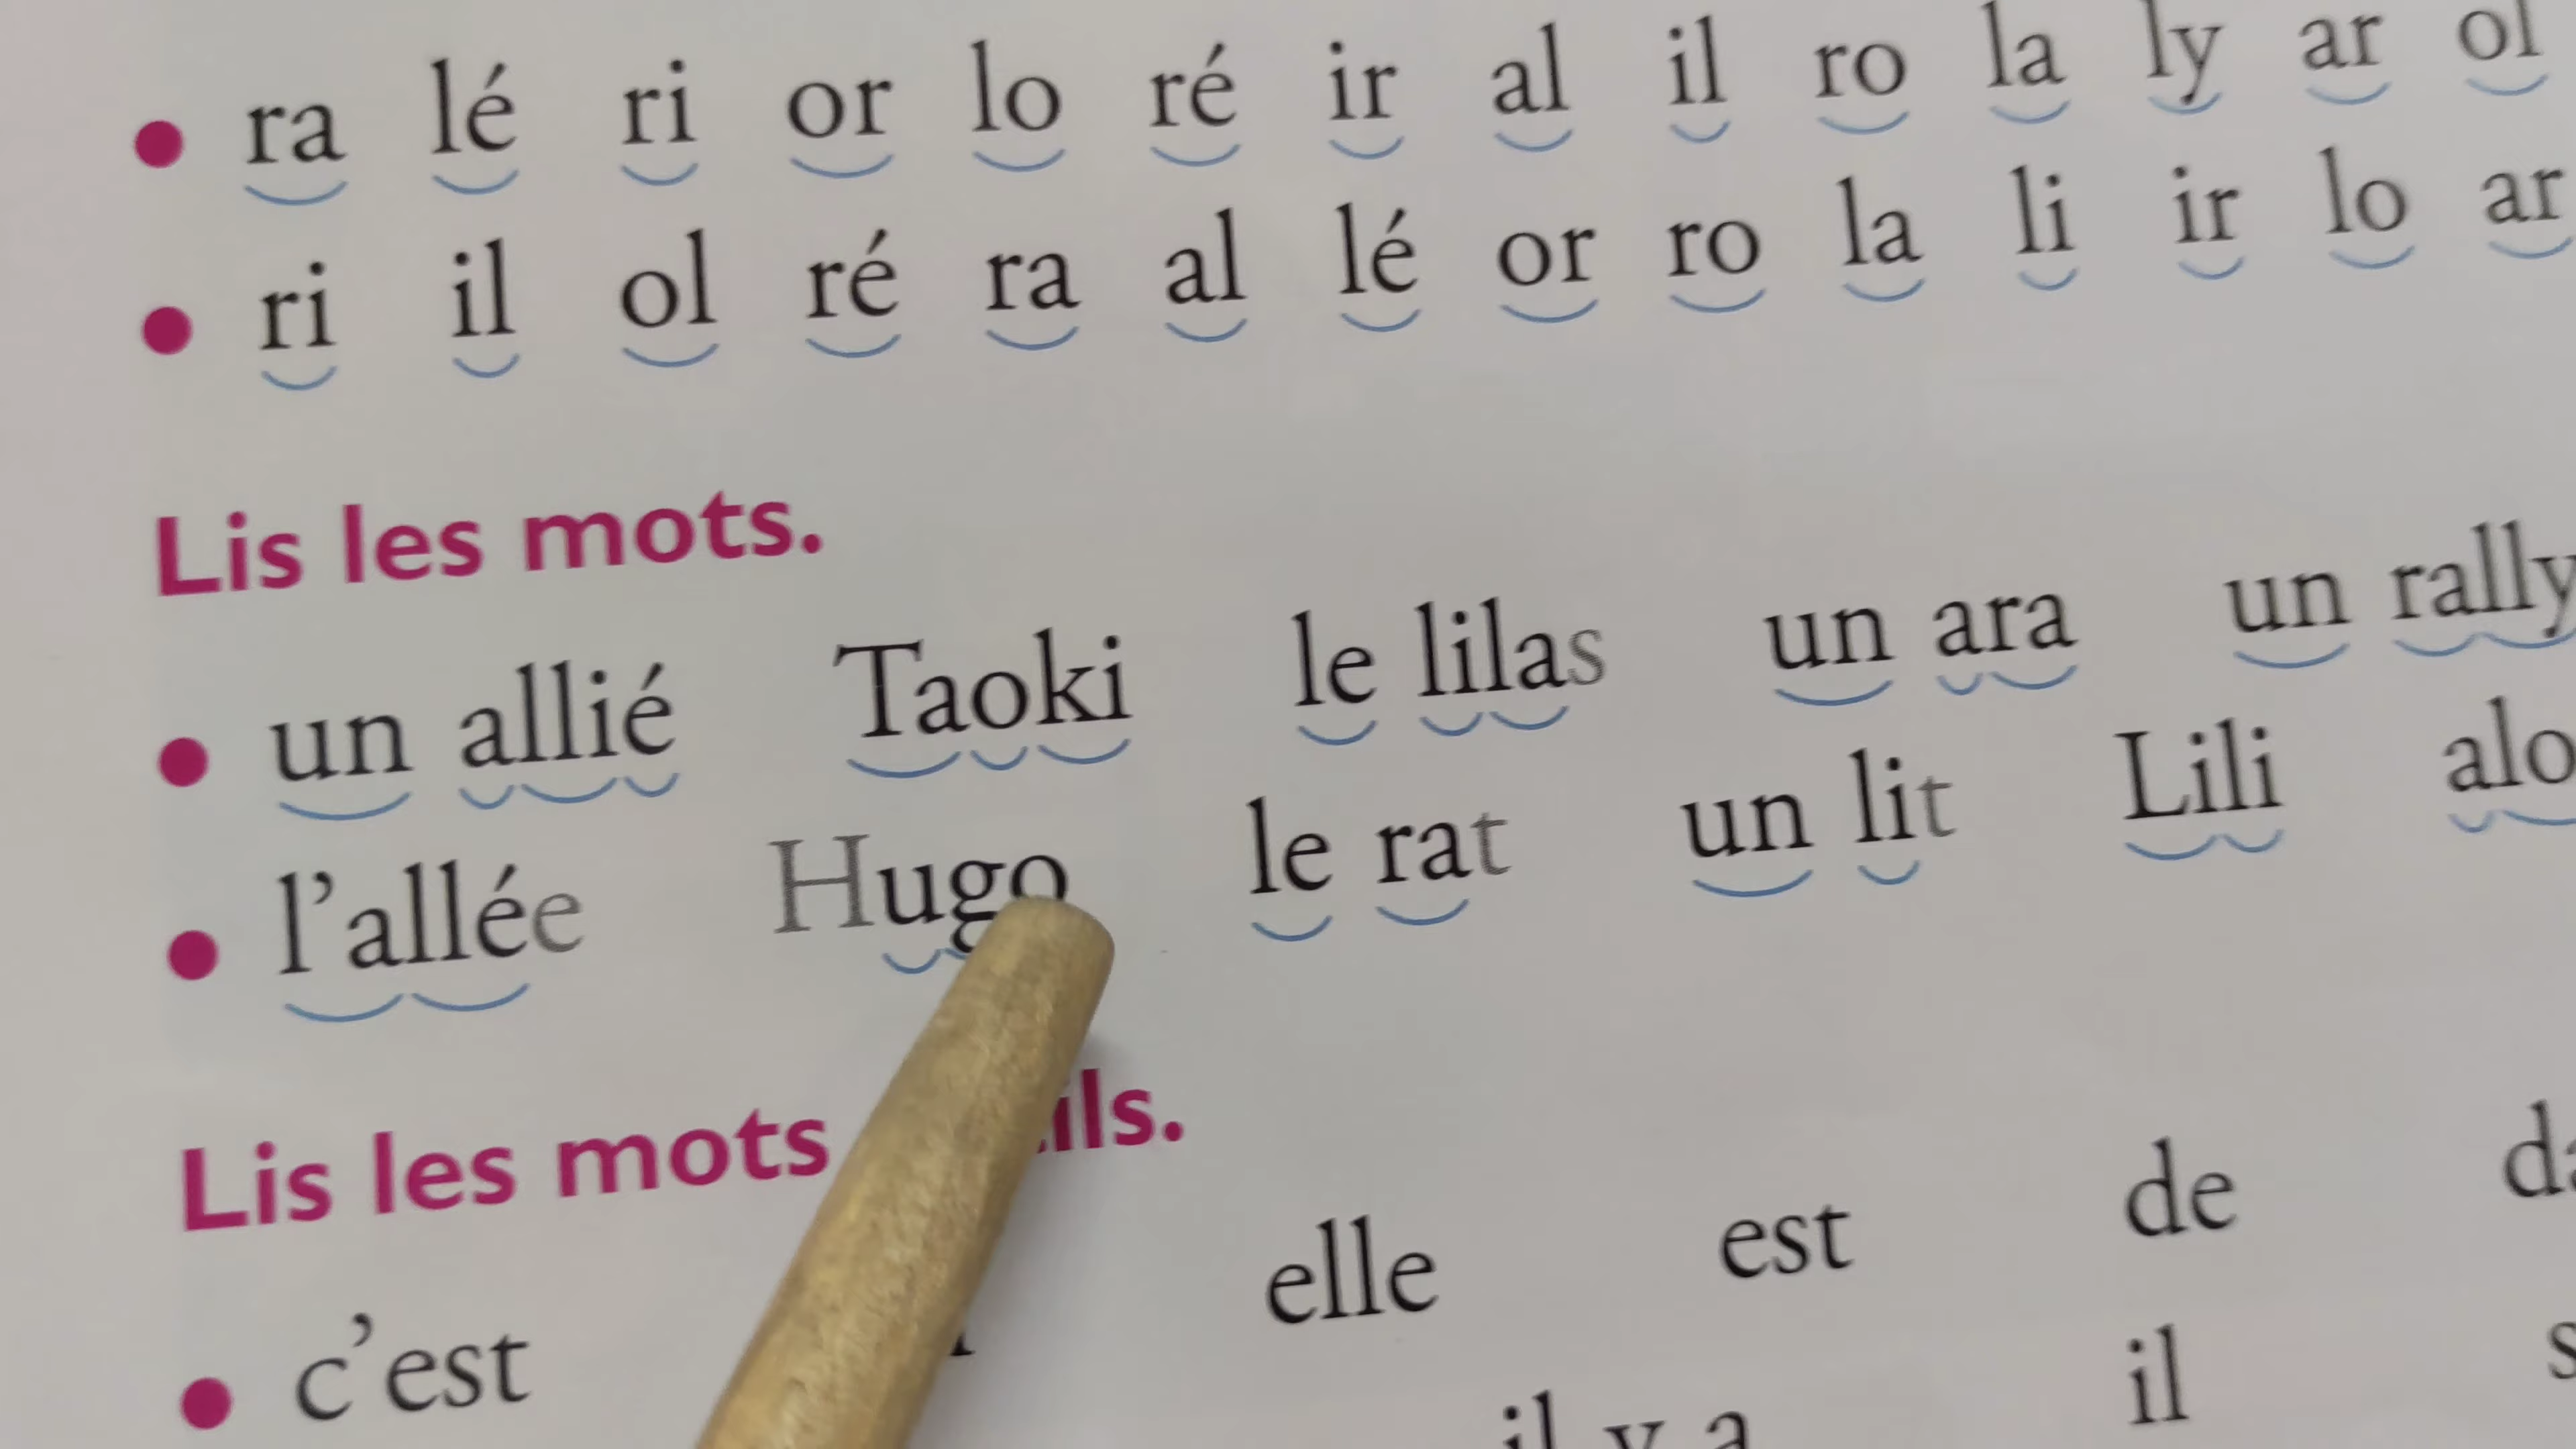 ra lé ri or lo ré ir al il ro la ly ar ol
ri il ol ré ra al lé or ro la li ir lo ar
Lis les mots.
un allié Taoki le lilas un ara un rally
l'allée Hugo le rat un lit Lili
Lis les mots
c'est elle est de
il y a il